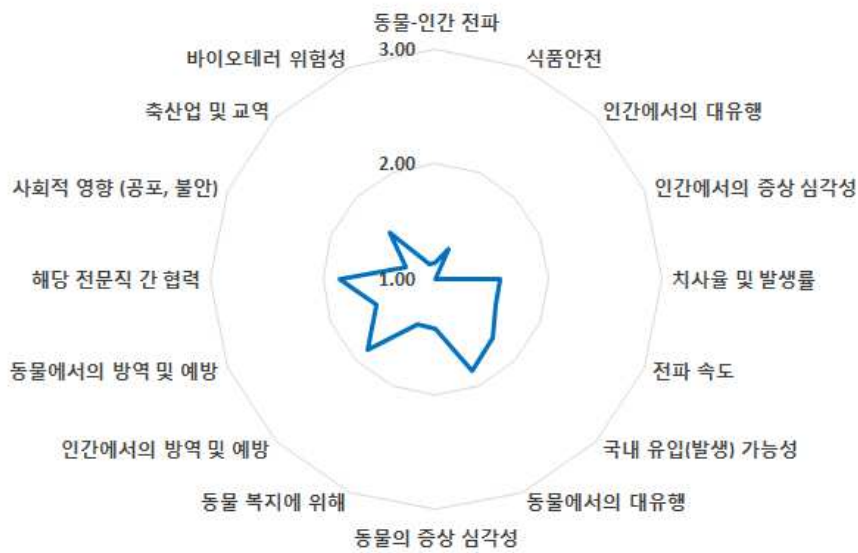 동물-인간 전파
3.00
바이오테러 위험성
식품안전
축산업 및 교역
인간에서의 대유행
2.00
사회적 영향 (공포, 불안)
인간에서의 증상 심각성
해당 전문직 간 협력
1.00
치사율 및 발생률
동물에서의 방역 및 예방
전파 속도
인간에서의 방역 및 예방
국내 유입(발생) 가능성
동물 복지에 위해
동물에서의 대유행
동물의 증상 심각성